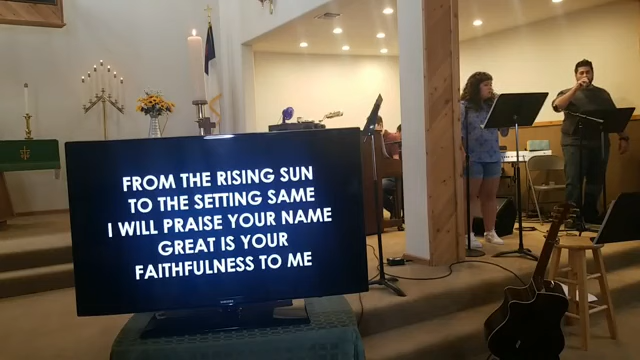 FROM THE RISING SUN
TO THE SETTING SAME
I WILL PRAISE YOUR NAME
GREAT IS YOUR
FAITHFULNESS TO ME